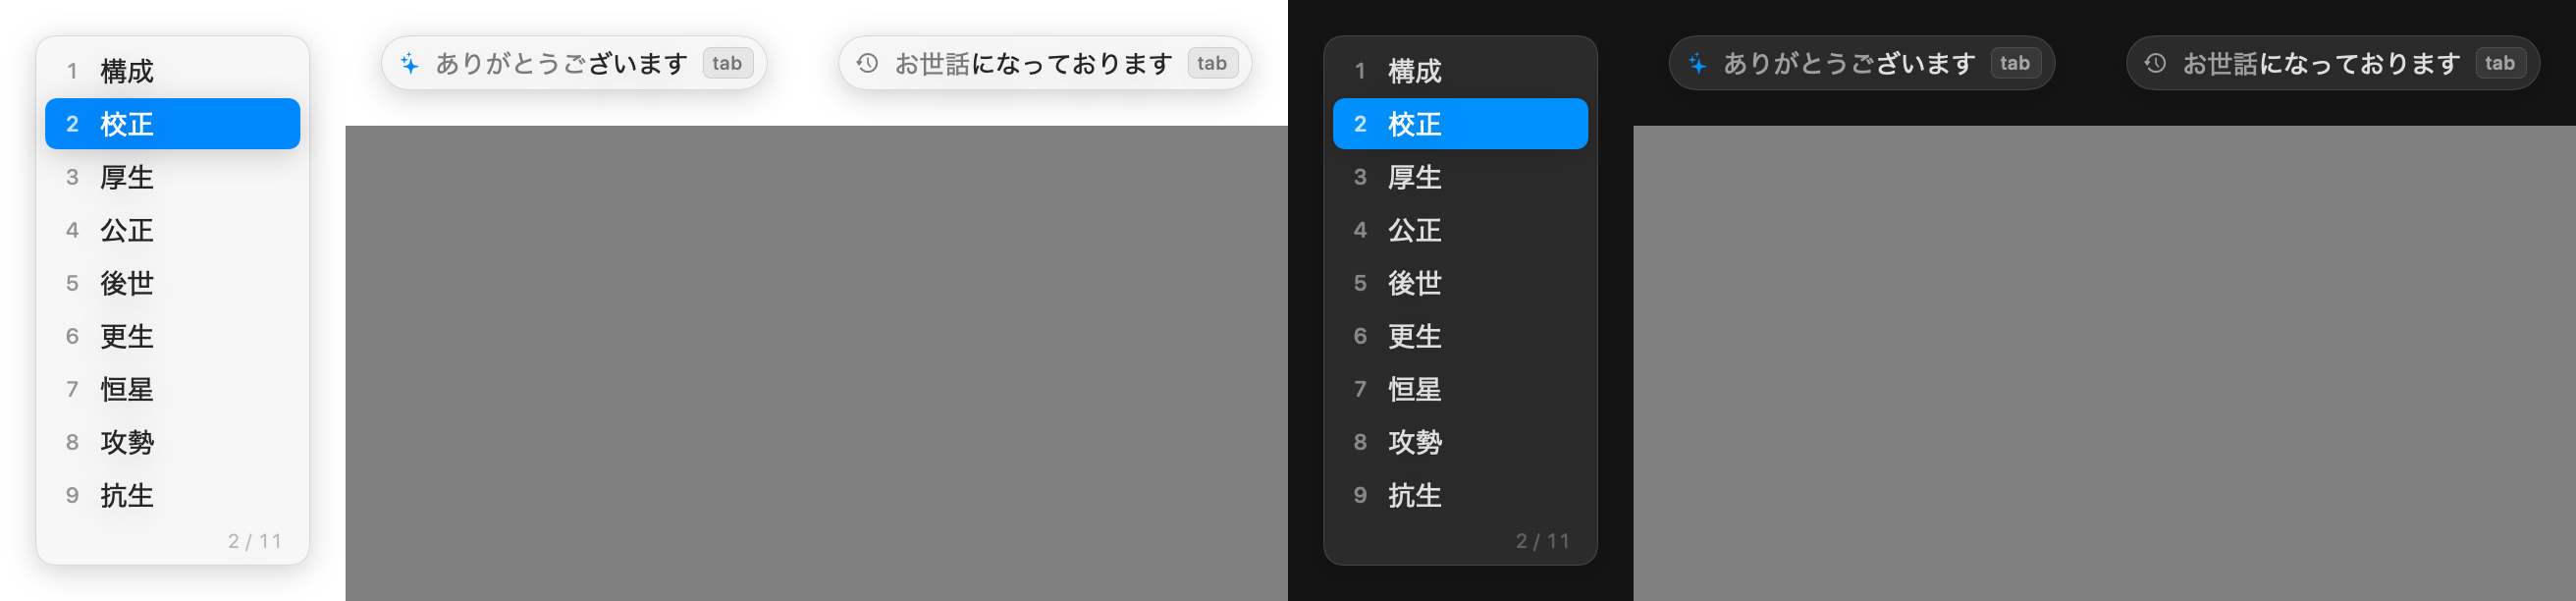 1 構成
2 校正
3 厚生
4 公正
5 後世
6 更生
7 恒星
8 攻勢
9 抗生
2 / 11
ありがとうございます tab
お世話になっております tab
1 構成
2 校正
3 厚生
4 公正
5 後世
6 更生
7 恒星
8 攻勢
9 抗生
2 / 11
ありがとうございます tab
お世話になっております tab